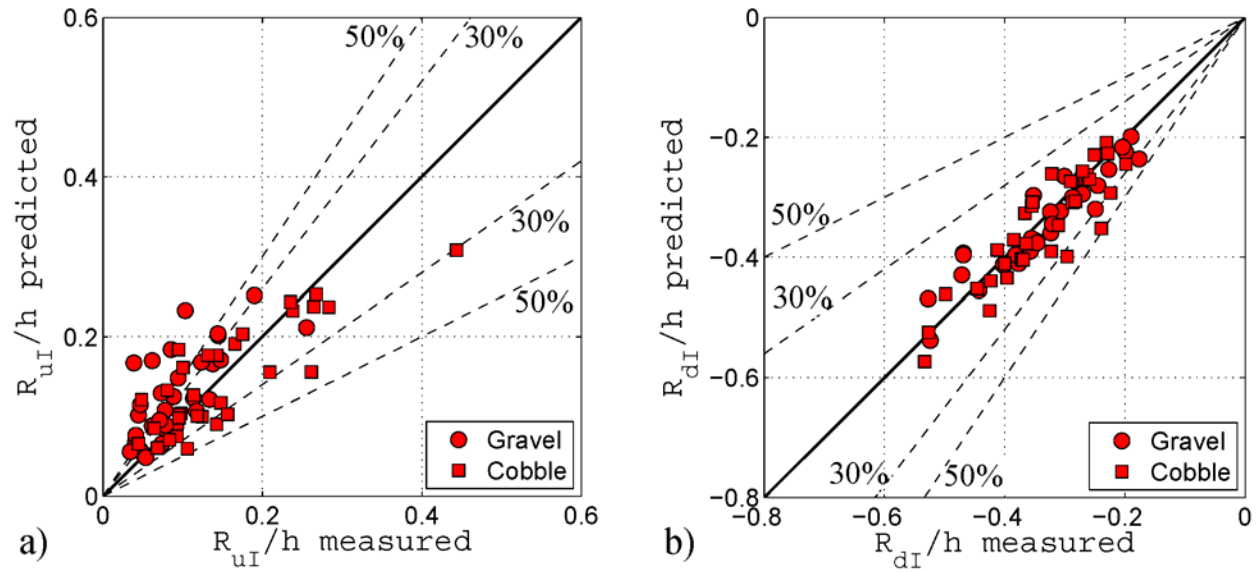 0.6
0.4
0.2
0
0
0.2
0.4
0.6
R_uI/h predicted
R_uI/h measured
50%
30%
30%
50%
Gravel
Cobble
a)
0
−0.2
−0.4
−0.6
−0.8
−0.8
−0.6
−0.4
−0.2
0
R_dI/h predicted
R_dI/h measured
50%
30%
30%
50%
Gravel
Cobble
b)